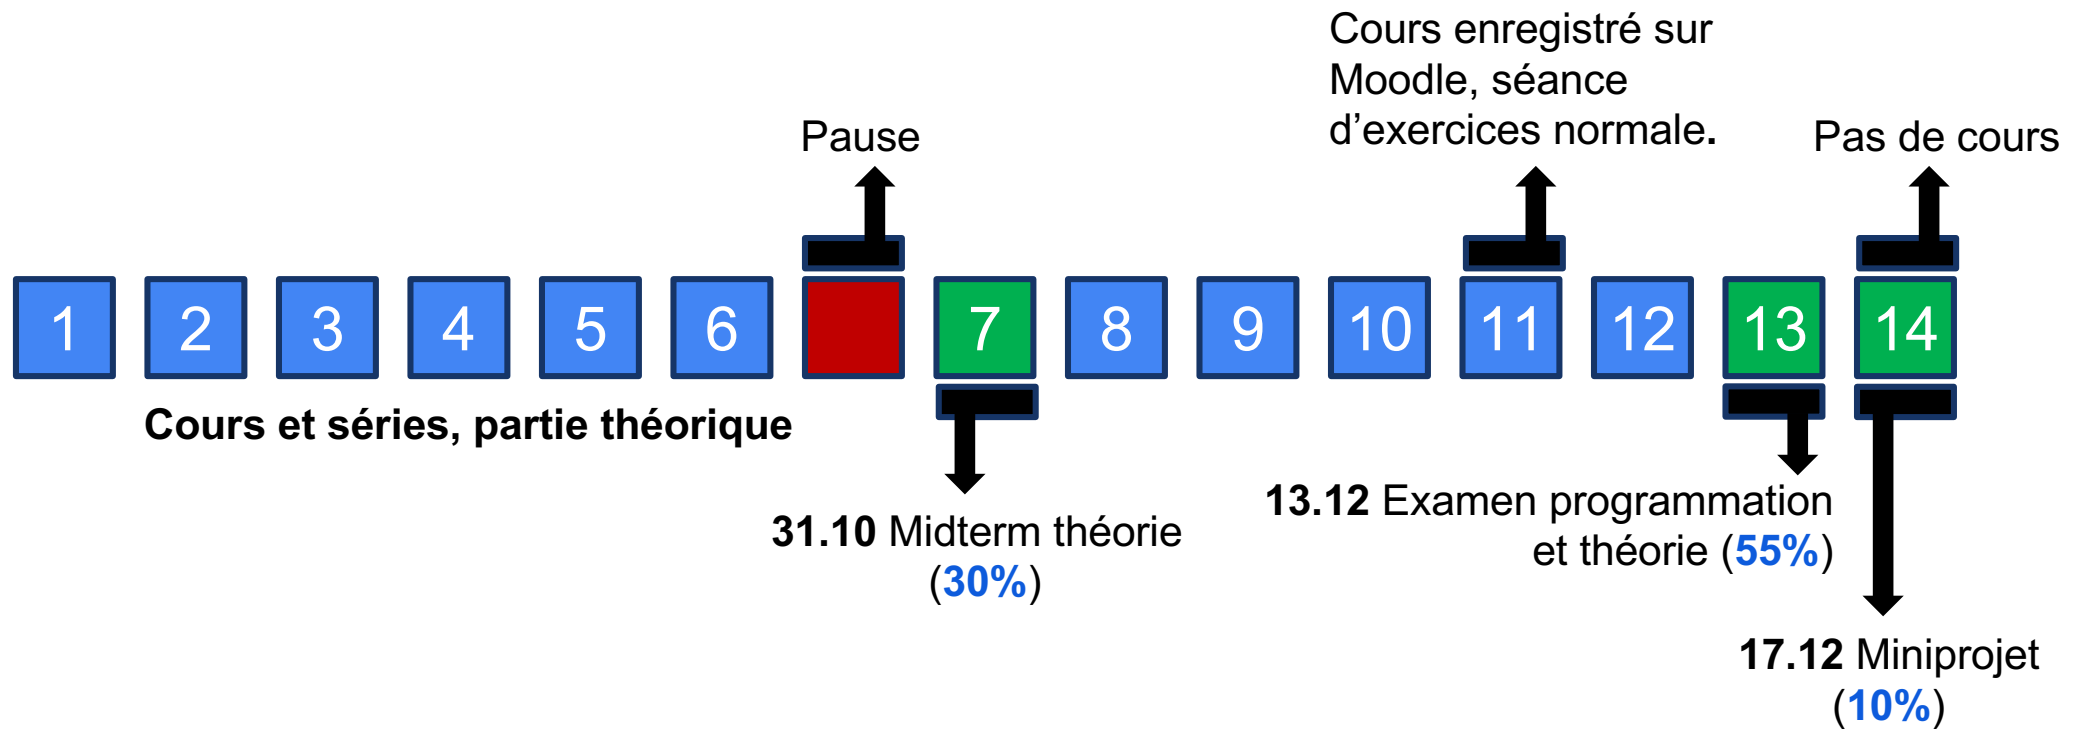 Cours enregistré sur
Moodle, séance
d’exercices normale.
Pause
Pas de cours
1 2 3 4 5 6 7 8 9 10 11 12 13 14
Cours et séries, partie théorique
31.10 Midterm théorie
(30%)
13.12 Examen programmation
et théorie (55%)
17.12 Miniprojet
(10%)